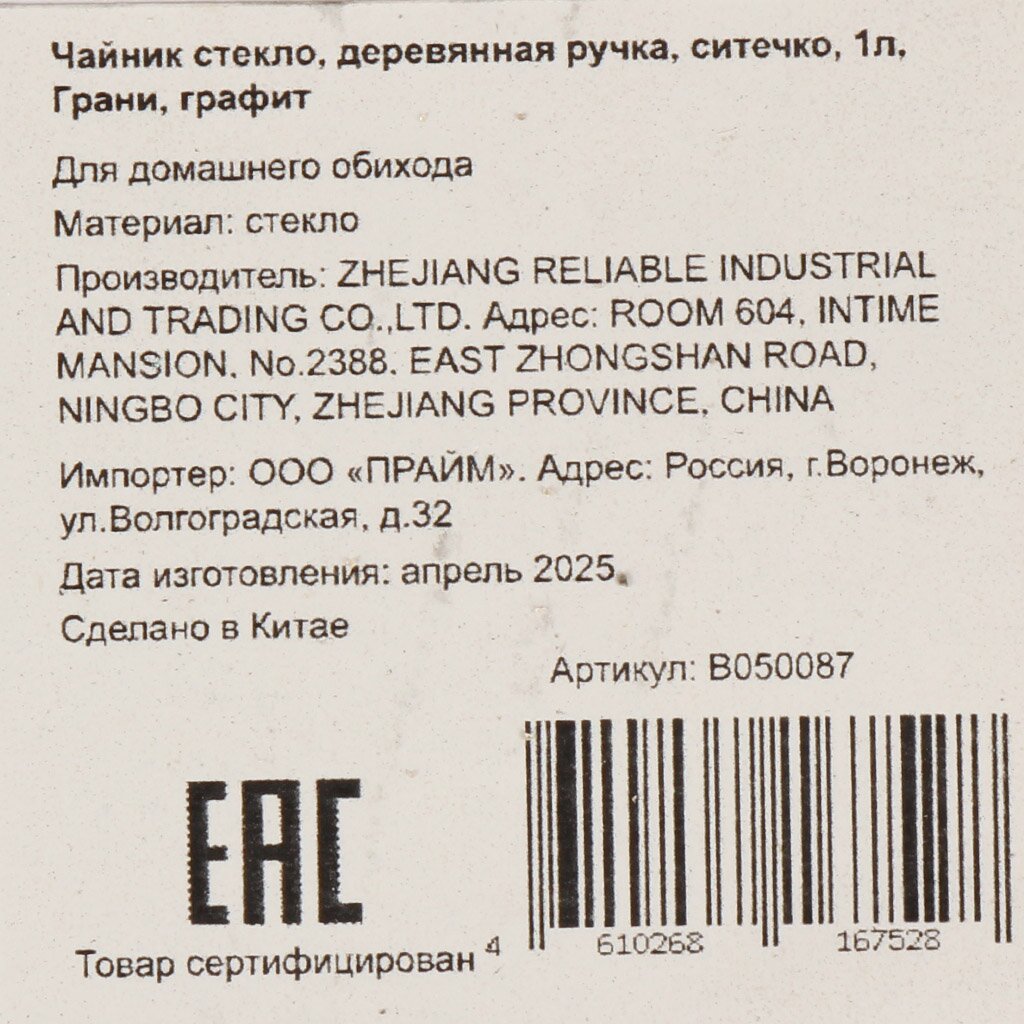 Чайник стекло, деревянная ручка, ситечко, 1л,
Грани, графит
Для домашнего обихода
Материал: стекло
Производитель: ZHEJIANG RELIABLE INDUSTRIAL
AND TRADING CO.,LTD. Адрес: ROOM 604, INTIME
MANSION. No.2388. EAST ZHONGSHAN ROAD,
NINGBO CITY, ZHEJIANG PROVINCE, CHINA
Импортер: ООО «ПРАЙМ». Адрес: Россия, г.Воронеж,
ул.Волгоградская, д.32
Дата изготовления: апрель 2025.
Сделано в Китае
Артикул: B050087
EAC
Товар сертифицирован
4 610268 167528